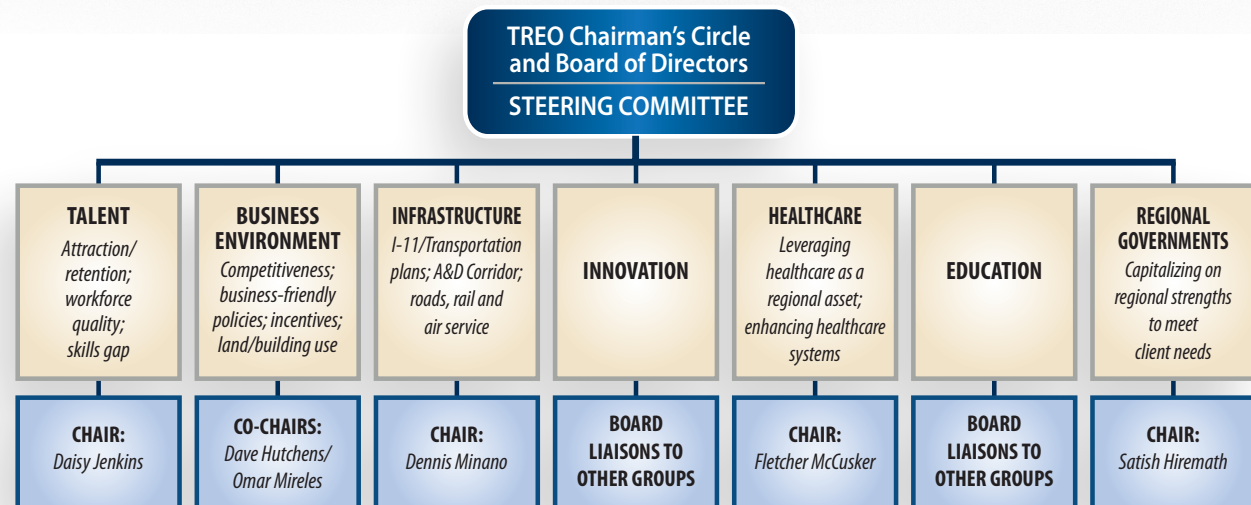 TREO Chairman's Circle
and Board of Directors
STEERING COMMITTEE
TALENT
Attraction/
retention;
workforce
quality;
skills gap
BUSINESS
ENVIRONMENT
Competitiveness;
business-friendly
policies; incentives;
land/building use
INFRASTRUCTURE
I-11/Transportation
plans; A&D Corridor;
roads, rail and
air service
INNOVATION
HEALTHCARE
Leveraging
healthcare as a
regional asset;
enhancing healthcare
systems
EDUCATION
REGIONAL
GOVERNMENTS
Capitalizing on
regional strengths
to meet
client needs
CHAIR:
Daisy Jenkins
CO-CHAIRS:
Dave Hutchens/
Omar Mireles
CHAIR:
Dennis Minano
BOARD
LIAISONS TO
OTHER GROUPS
CHAIR:
Fletcher McCusker
BOARD
LIAISONS TO
OTHER GROUPS
CHAIR:
Satish Hiremath